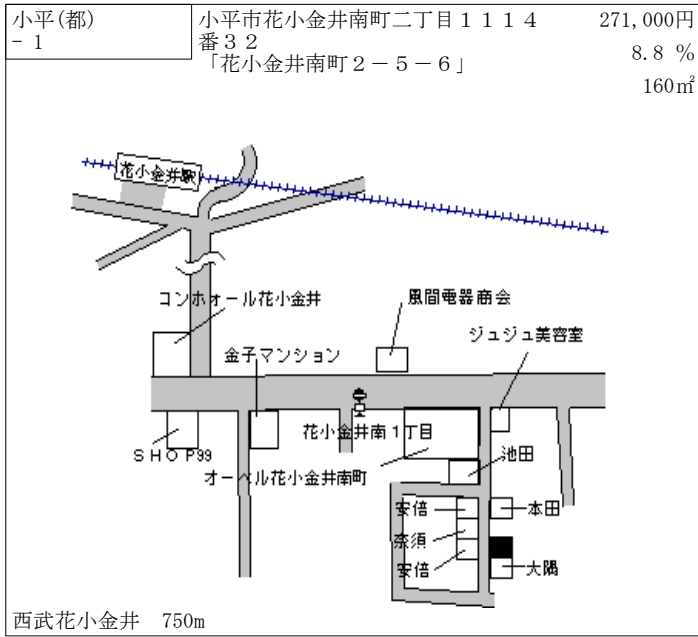 小平(都)
－ 1
小平市花小金井南町二丁目１１１４
番３２
「花小金井南町２－５－６」
271,000円
8.8 %
160㎡
花小金井駅
コンホォール花小金井
風間電器商会
ジュジュ美容室
金子マンション
花小金井南１丁目
ＳＨＯＰ99
オーベル花小金井南町
池田
安倍
本田
奈須
安倍
大隅
西武花小金井　750m